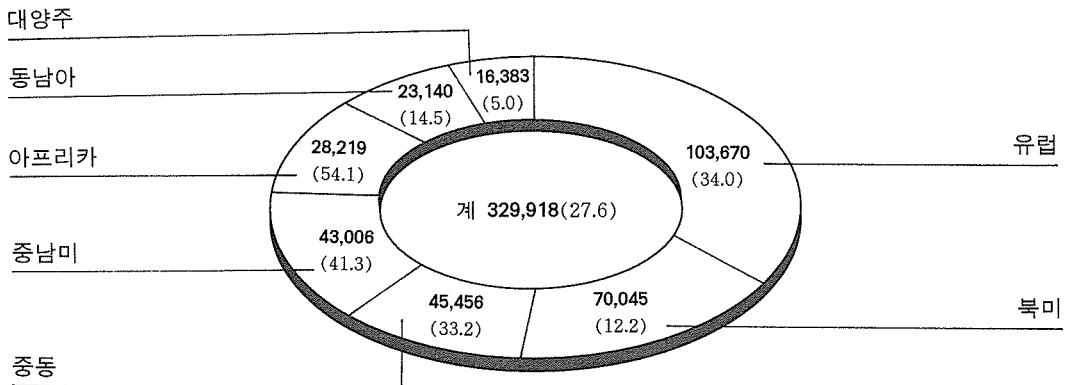 대양주
동남아
아프리카
중남미
중동
16,383
(5.0)
23,140
(14.5)
28,219
(54.1)
43,006
(41.3)
45,456
(33.2)
70,045
(12.2)
103,670
(34.0)
계 329,918(27.6)
유럽
북미